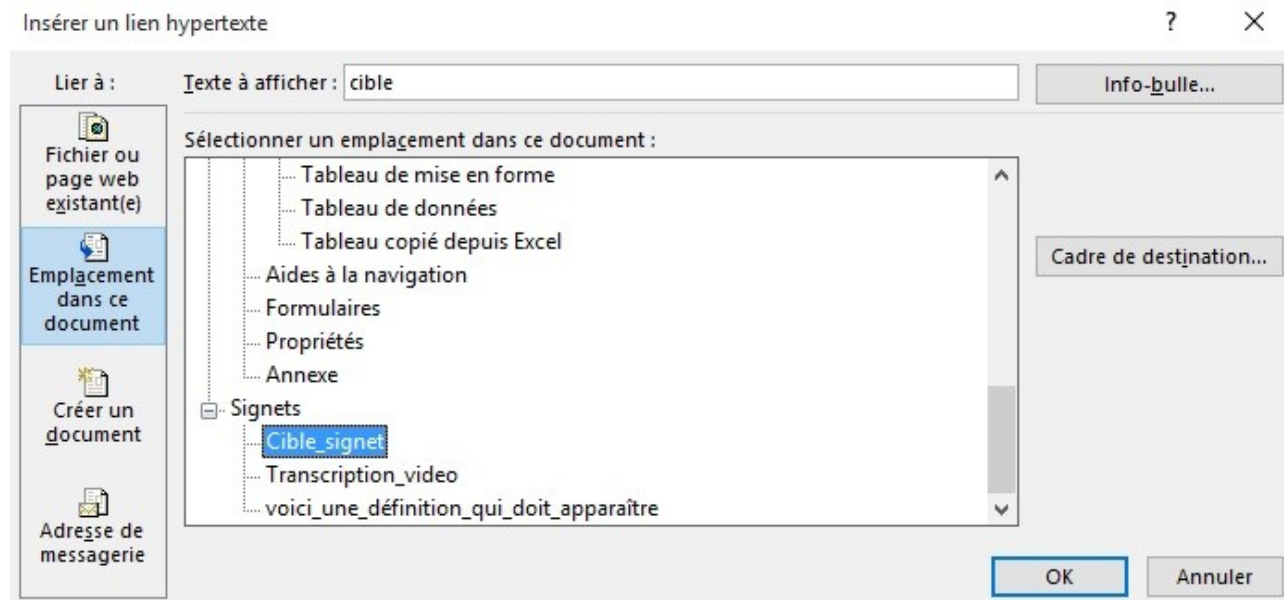 Insérer un lien hypertexte
Lier à :
Texte à afficher : cible
Info-bulle...
Fichier ou
page web
existant(e)
Emplacement
dans ce
document
Créer un
document
Adresse de
messagerie
Sélectionner un emplacement dans ce document :
Tableau de mise en forme
Tableau de données
Tableau copié depuis Excel
Aides à la navigation
Formulaires
Propriétés
Annexe
Signets
Cible_signet
Transcription_video
voici_une_définition_qui_doit_apparaître
Cadre de destination...
OK
Annuler